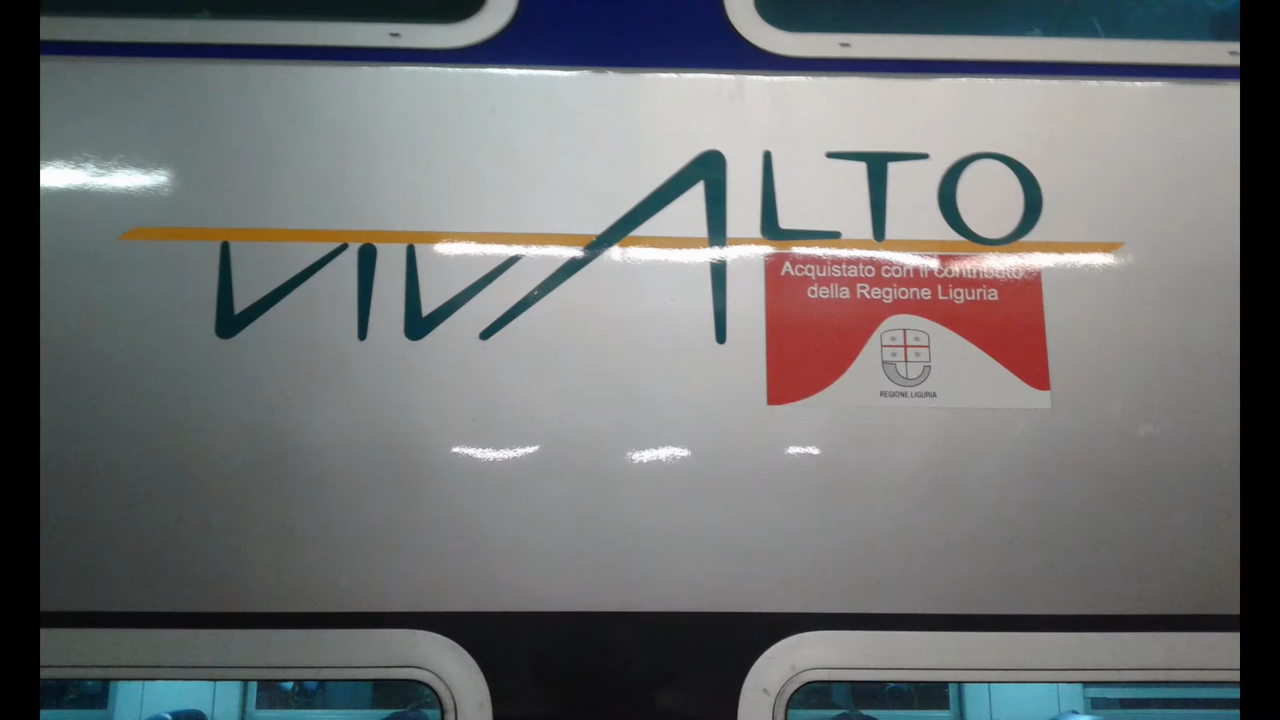 VIVALTO
Acquistato con il contributo
della Regione Liguria
REGIONE LIGURIA